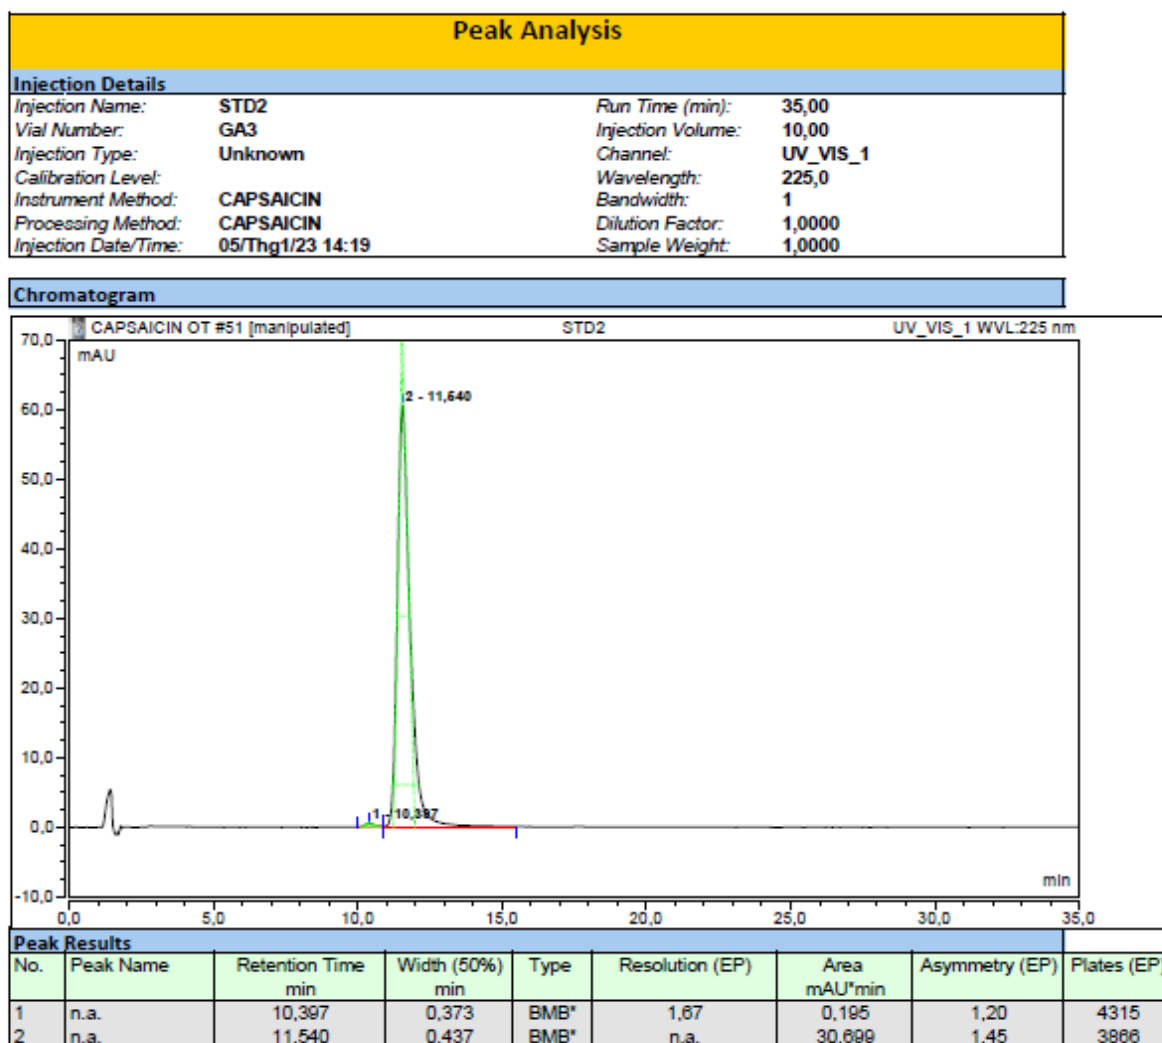 Peak Analysis
Injection Details
Injection Name: STD2 Run Time (min): 35,00
Vial Number: GA3 Injection Volume: 10,00
Injection Type: Unknown Channel: UV_VIS_1
Calibration Level: Wavelength: 225,0
Instrument Method: CAPSAICIN Bandwidth: 1
Processing Method: CAPSAICIN Dilution Factor: 1,0000
Injection Date/Time: 05/Thg1/23 14:19 Sample Weight: 1,0000
Chromatogram
CAPSAICIN OT #51 [manipulated] STD2 UV_VIS_1 WVL:225 nm
70,0
mAU
2 - 11,540
60,0
50,0
40,0
30,0
20,0
10,0
1 - 10,397
0,0
min
-10,0
0,0 5,0 10,0 15,0 20,0 25,0 30,0 35,0
Peak Results
No. Peak Name Retention Time Width (50%) Type Resolution (EP) Area Asymmetry (EP) Plates (EP)
min min mAU*min
1 n.a. 10,397 0,373 BMB* 1,67 0,195 1,20 4315
2 n.a. 11,540 0,437 BMB* n.a. 30,699 1,45 3866